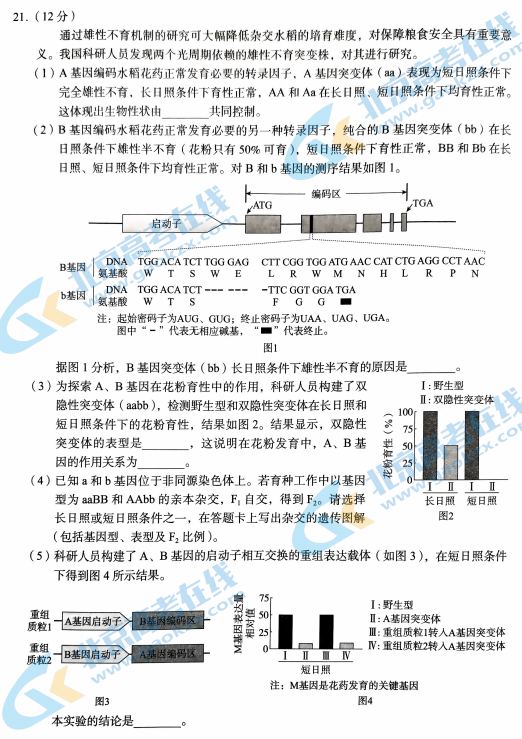 21.(12分)
通过雄性不育机制的研究可大幅降低杂交水稻的培育难度，对保障粮食安全具有重要意
义。我国科研人员发现两个光周期依赖的雄性不育突变株，对其进行研究。
(1)A基因编码水稻花药正常发育必要的转录因子，A基因突变体（aa）表现为短日照条件下
完全雄性不育，长日照条件下育性正常，AA和Aa在长日照、短日照条件下均育性正常。
这体现出生物性状由________共同控制。
(2)B基因编码水稻花药正常发育必要的另一种转录因子，纯合的B基因突变体（bb）在长
日照条件下雄性半不育（花粉只有50%可育），短日照条件下育性正常，BB和Bb在长
日照、短日照条件下均育性正常。对B和b基因的测序结果如图1。
编码区
ATG
TGA
启动子
B基因
DNA TGG ACA TCT TGG GAG CTT CGG TGG ATG AAC CAT CTG AGG CCT AAC
氨基酸 W T S W E L R W M N H L R P N
b基因
DNA TGG ACA TCT --- --- -TTC GGT GGA TGA
氨基酸 W T S F G G ■
注：起始密码子为AUG、GUG；终止密码子为UAA、UAG、UGA。
图中“－”代表无相应碱基，“■”代表终止。
图1
据图1分析，B基因突变体（bb）长日照条件下雄性半不育的原因是________。
(3)为探索A、B基因在花粉育性中的作用，科研人员构建了双
隐性突变体（aabb），检测野生型和双隐性突变体在长日照和
短日照条件下的花粉育性，结果如图2。结果显示，双隐性
突变体的表型是________，这说明在花粉发育中，A、B基
因的作用关系为________。
Ⅰ:野生型
Ⅱ:双隐性突变体
花粉育性（%）
100
75
50
25
0
Ⅰ Ⅱ Ⅰ Ⅱ
长日照 短日照
图2
(4)已知a和b基因位于非同源染色体上。若育种工作中以基因
型为aaBB和AAbb的亲本杂交，F₁自交，得到F₂。请选择
长日照或短日照条件之一，在答题卡上写出杂交的遗传图解
（包括基因型、表型及F₂比例）。
(5)科研人员构建了A、B基因的启动子相互交换的重组表达载体（如图3），在短日照条件
下得到图4所示结果。
重组
质粒1
A基因启动子
B基因编码区
重组
质粒2
B基因启动子
A基因编码区
图3
M基因表达量
相对值
75
50
25
0
Ⅰ Ⅱ Ⅲ Ⅳ
短日照
Ⅰ:野生型
Ⅱ:A基因突变体
Ⅲ:重组质粒1转入A基因突变体
Ⅳ:重组质粒2转入A基因突变体
注：M基因是花药发育的关键基因
图4
本实验的结论是________。
北京高考在线
www.gaokzx.com